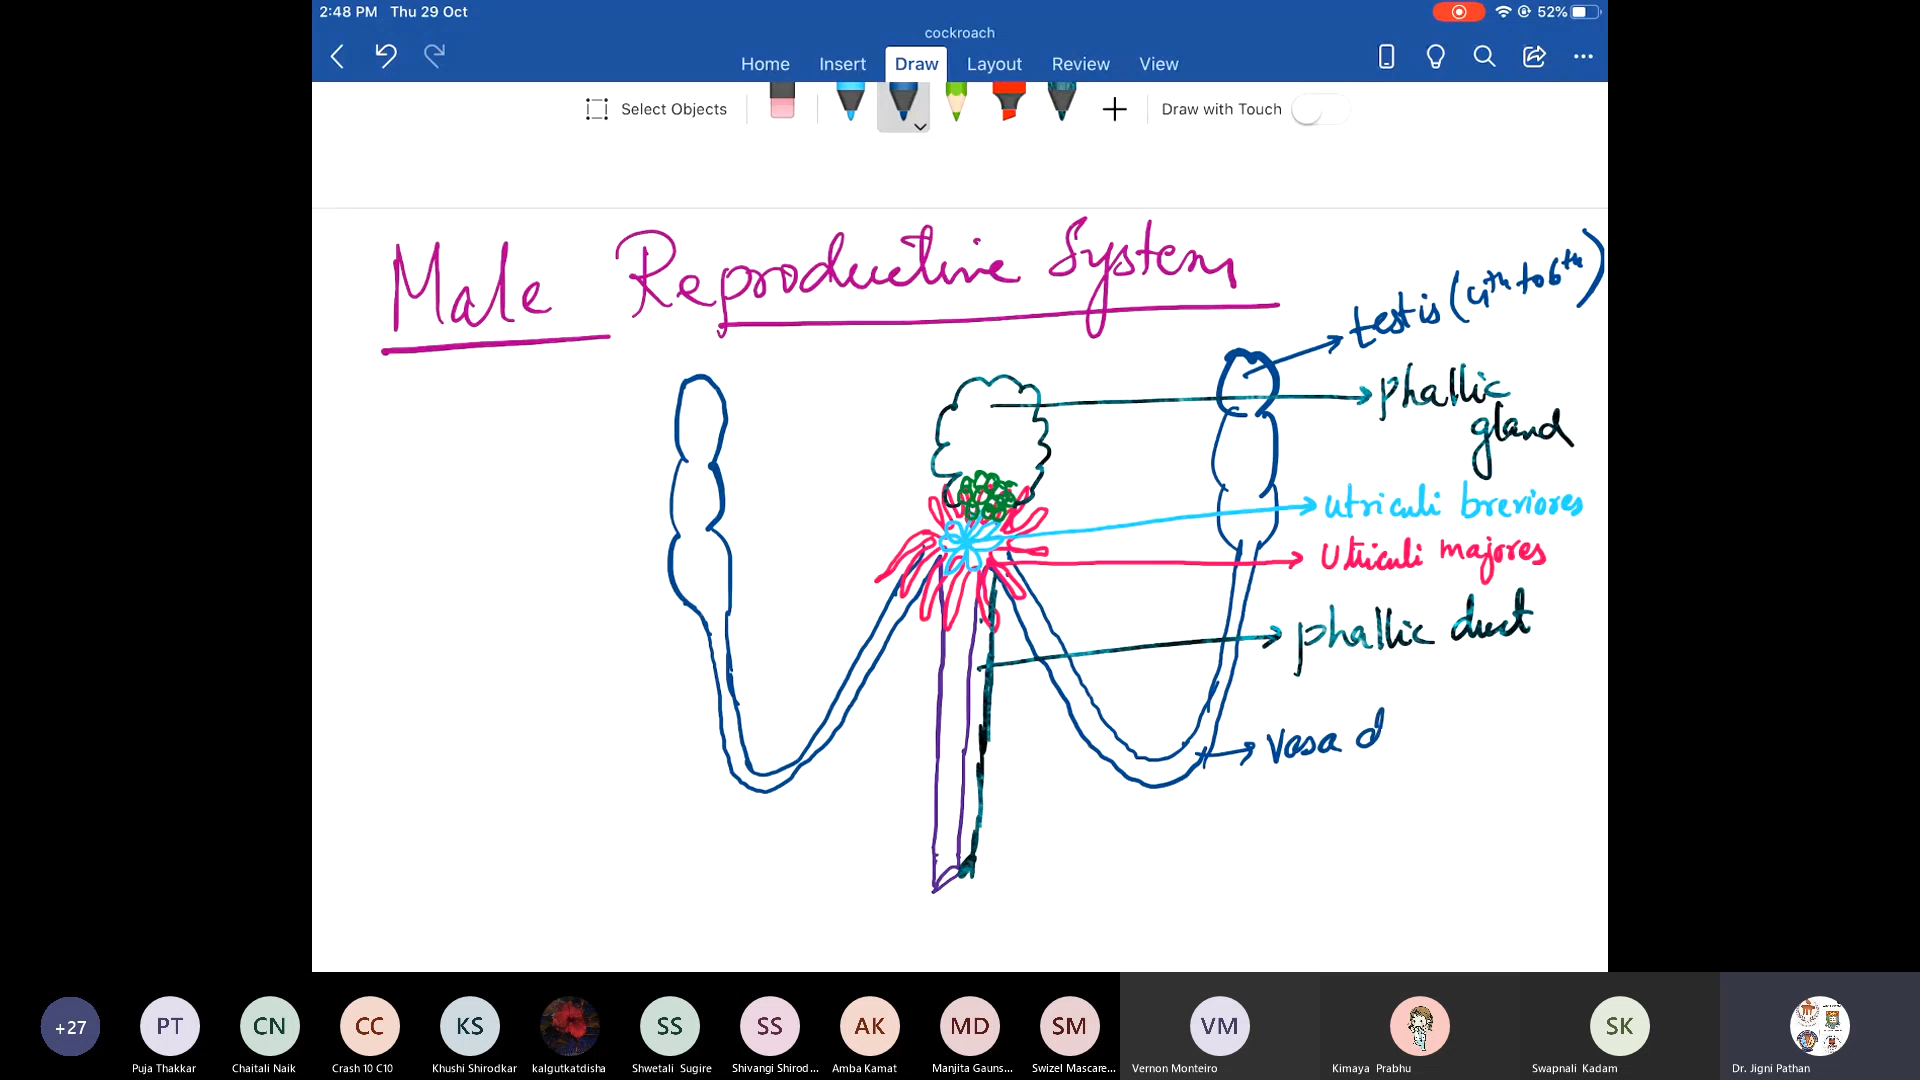 2:48 PM Thu 29 Oct
52%
cockroach
Home Insert Draw Layout Review View
Select Objects
Draw with Touch
Male Reproductive System
testis (4th to 6th)
phallic
gland
utriculi breviores
Utriculi majores
phallic duct
Vasa d
+27 PT CN CC KS SS SS AK MD SM VM SK
Puja Thakkar Chaitali Naik Crash 10 C10 Khushi Shirodkar kalgutkatdisha Shwetali Sugire Shivangi Shirod... Amba Kamat Manjita Gauns... Swizel Mascare... Vernon Monteiro Kimaya Prabhu Swapnali Kadam Dr. Jigni Pathan